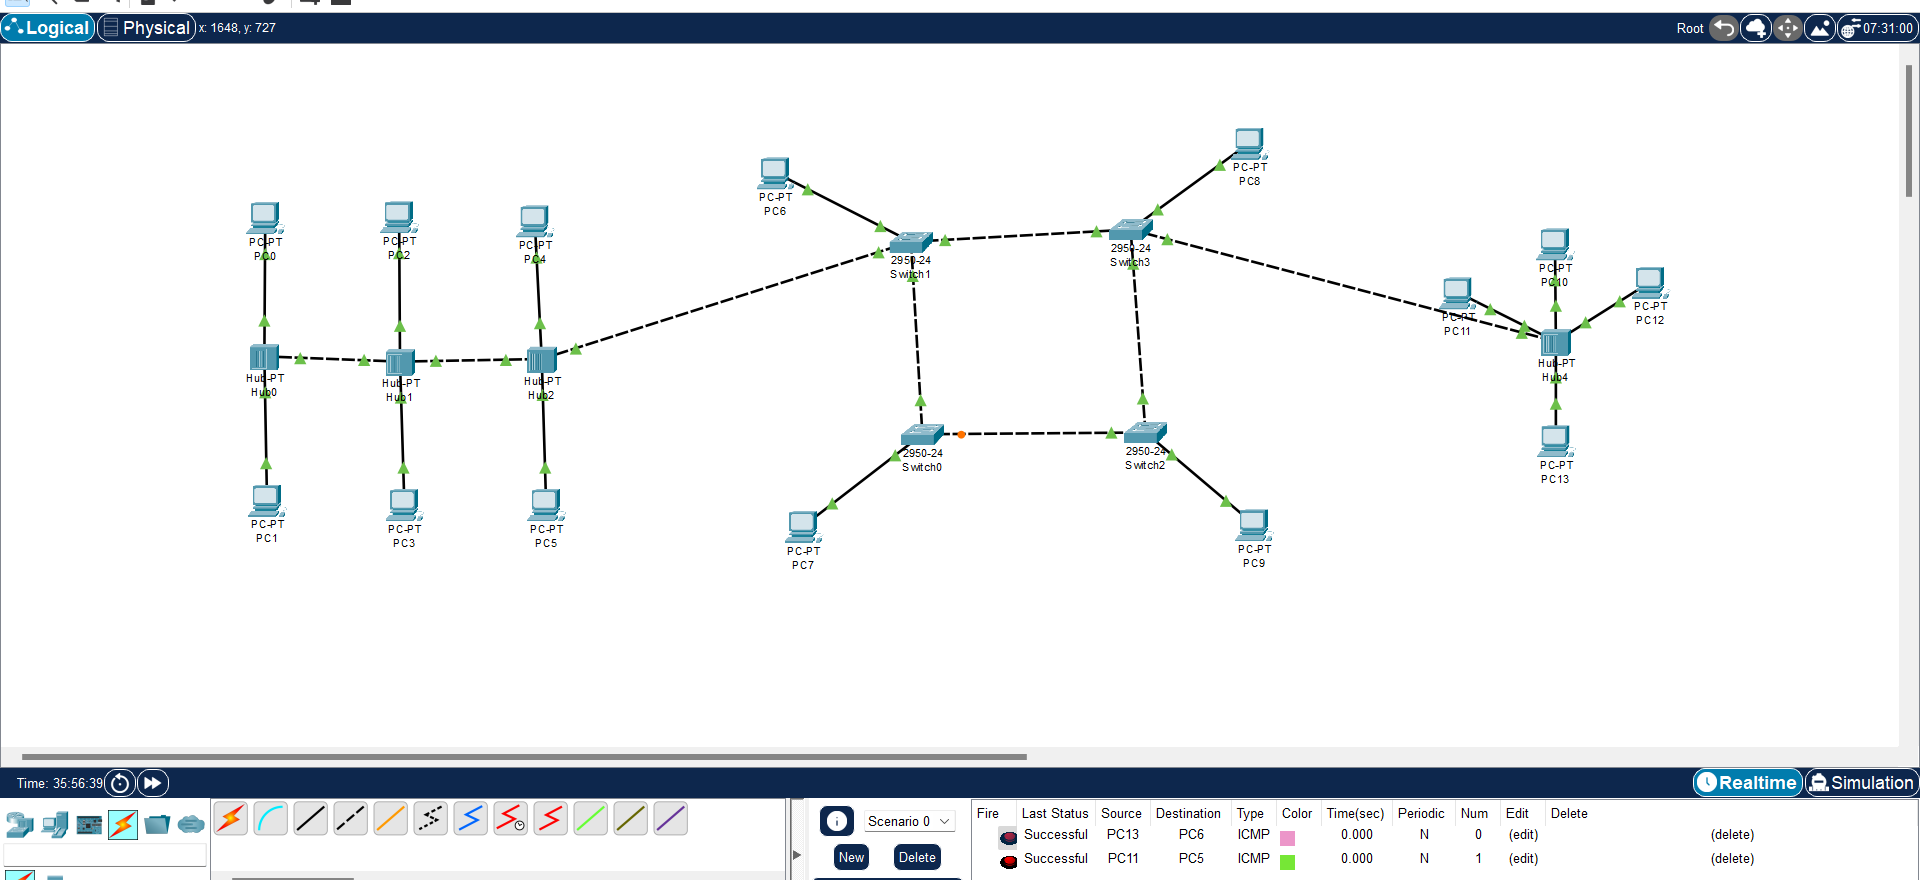 Logical Physical x: 1648, y: 727 Root 07:31:00
PC-PT
PC8
PC-PT
PC6
PC-PT
PC0
PC-PT
PC2
PC-PT
PC4
2950-24
Switch1
2950-24
Switch3
PC-PT
PC10
PC-PT
PC11
PC-PT
PC12
Hub-PT
Hub0
Hub-PT
Hub1
Hub-PT
Hub2
Hub-PT
Hub4
2950-24
Switch0
2950-24
Switch2
PC-PT
PC13
PC-PT
PC1
PC-PT
PC3
PC-PT
PC5
PC-PT
PC7
PC-PT
PC9
Time: 35:56:39 Realtime Simulation
Scenario 0
New Delete
Fire Last Status Source Destination Type Color Time(sec) Periodic Num Edit Delete
Successful PC13 PC6 ICMP 0.000 N 0 (edit) (delete)
Successful PC11 PC5 ICMP 0.000 N 1 (edit) (delete)